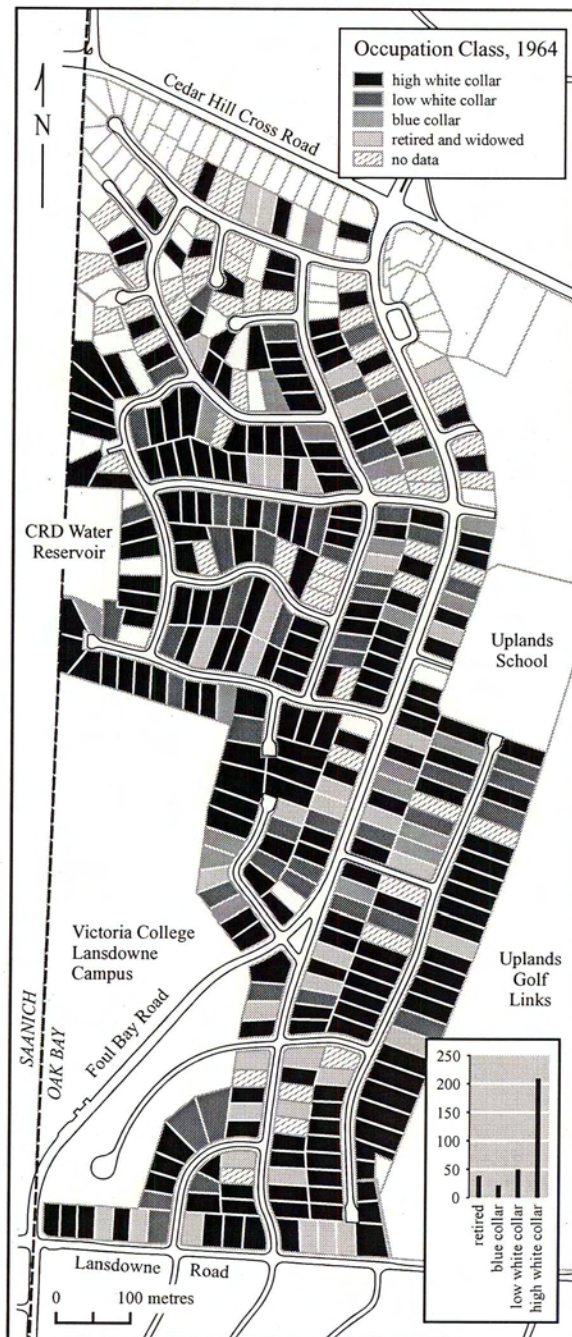 Occupation Class, 1964
high white collar
low white collar
blue collar
retired and widowed
no data
N
Cedar Hill Cross Road
CRD Water
Reservoir
Uplands
School
Victoria College
Lansdowne
Campus
Uplands
Golf
Links
SAANICH
OAK BAY
Foul Bay Road
250
200
150
100
50
0
retired
blue collar
low white collar
high white collar
Lansdowne Road
0 100 metres